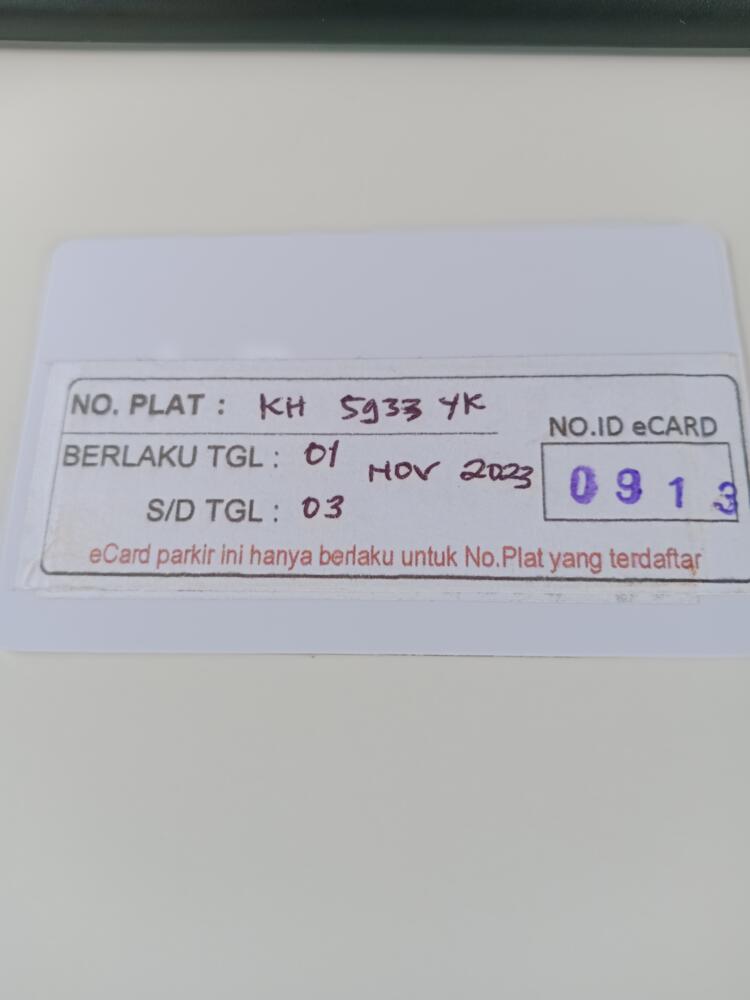 NO. PLAT : KH 5933 YK
NO.ID eCARD
BERLAKU TGL : 01 NOV 2023
0913
S/D TGL : 03
eCard parkir ini hanya berlaku untuk No.Plat yang terdaftar